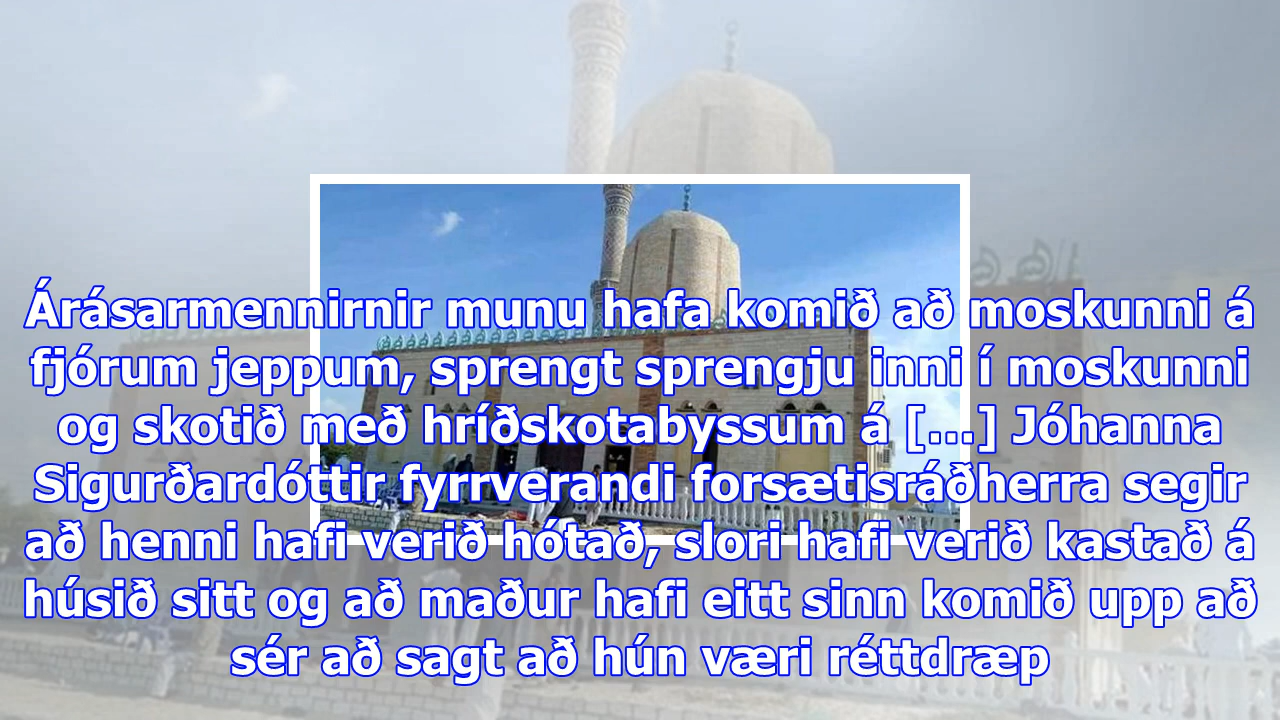 Árásarmennirnir munu hafa komið að moskunni á
fjórum jeppum, sprengt sprengju inni í moskunni
og skotið með hríðskotabyssum á [...] Jóhanna
Sigurðardóttir fyrrverandi forsætisráðherra segir
að henni hafi verið hótað, slori hafi verið kastað á
húsið sitt og að maður hafi eitt sinn komið upp að
sér að sagt að hún væri réttdræp